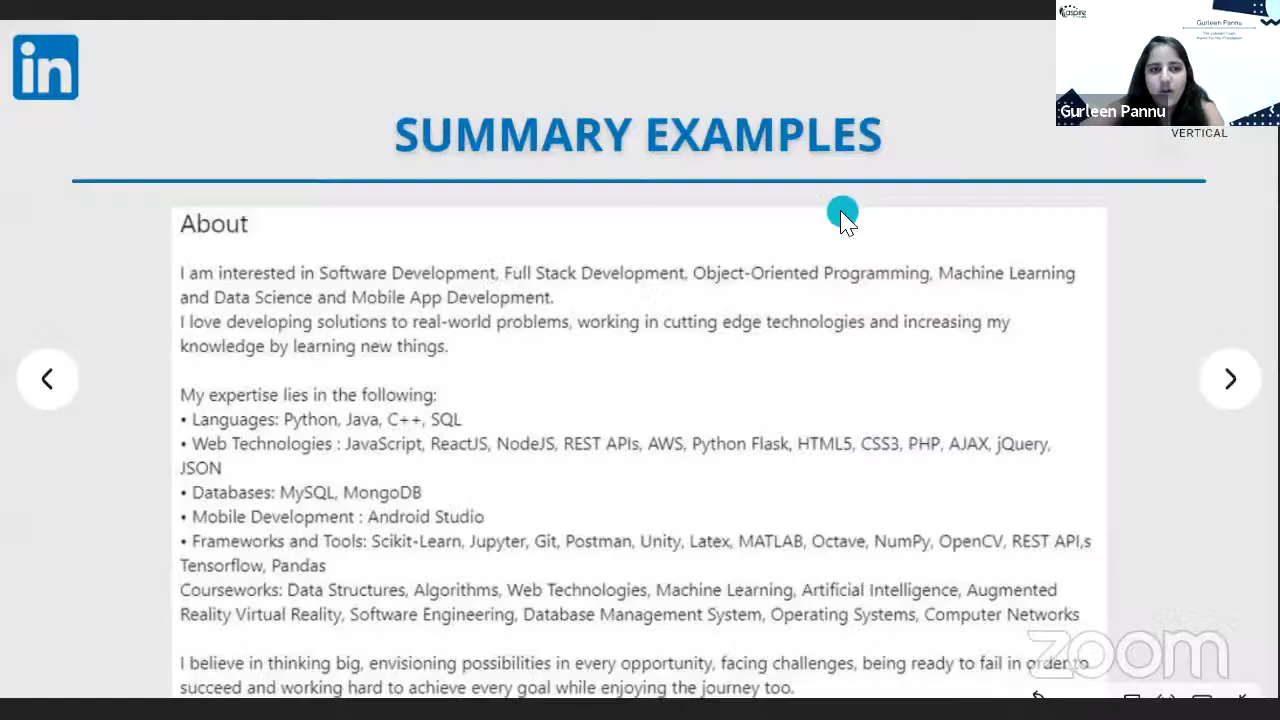 in
aspire
Gurleen Pannu
Gurleen Pannu
VERTICAL
SUMMARY EXAMPLES
About
I am interested in Software Development, Full Stack Development, Object-Oriented Programming, Machine Learning
and Data Science and Mobile App Development.
I love developing solutions to real-world problems, working in cutting edge technologies and increasing my
knowledge by learning new things.
My expertise lies in the following:
• Languages: Python, Java, C++, SQL
• Web Technologies : JavaScript, ReactJS, NodeJS, REST APIs, AWS, Python Flask, HTML5, CSS3, PHP, AJAX, jQuery,
JSON
• Databases: MySQL, MongoDB
• Mobile Development : Android Studio
• Frameworks and Tools: Scikit-Learn, Jupyter, Git, Postman, Unity, Latex, MATLAB, Octave, NumPy, OpenCV, REST API,s
Tensorflow, Pandas
Courseworks: Data Structures, Algorithms, Web Technologies, Machine Learning, Artificial Intelligence, Augmented
Reality Virtual Reality, Software Engineering, Database Management System, Operating Systems, Computer Networks
I believe in thinking big, envisioning possibilities in every opportunity, facing challenges, being ready to fail in order to
succeed and working hard to achieve every goal while enjoying the journey too.
zoom